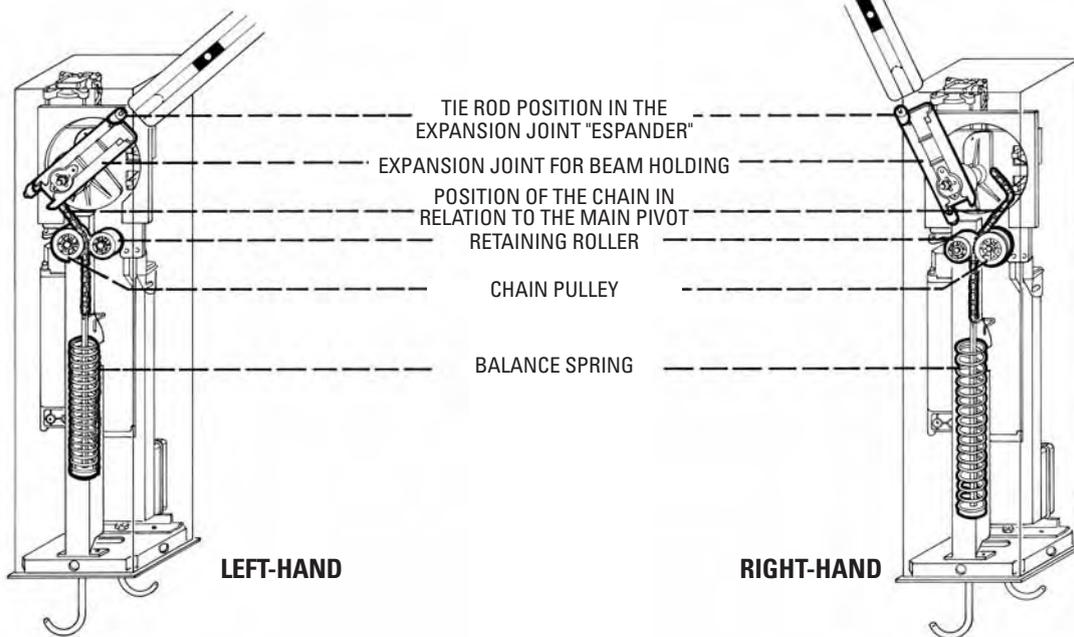 TIE ROD POSITION IN THE
EXPANSION JOINT "ESPANDER"
EXPANSION JOINT FOR BEAM HOLDING
POSITION OF THE CHAIN IN
RELATION TO THE MAIN PIVOT
RETAINING ROLLER
CHAIN PULLEY
BALANCE SPRING
LEFT-HAND
RIGHT-HAND